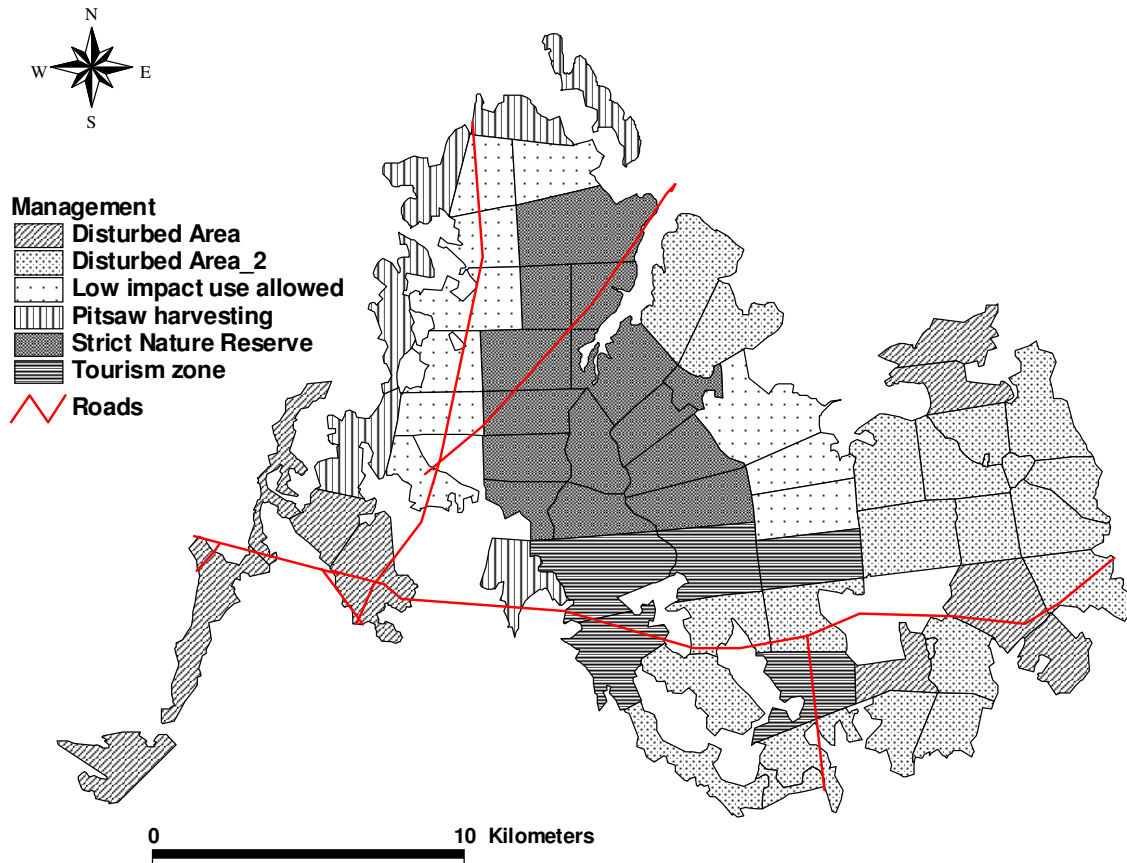 N
W E
S
Management
Disturbed Area
Disturbed Area_2
Low impact use allowed
Pitsaw harvesting
Strict Nature Reserve
Tourism zone
Roads
0 10 Kilometers